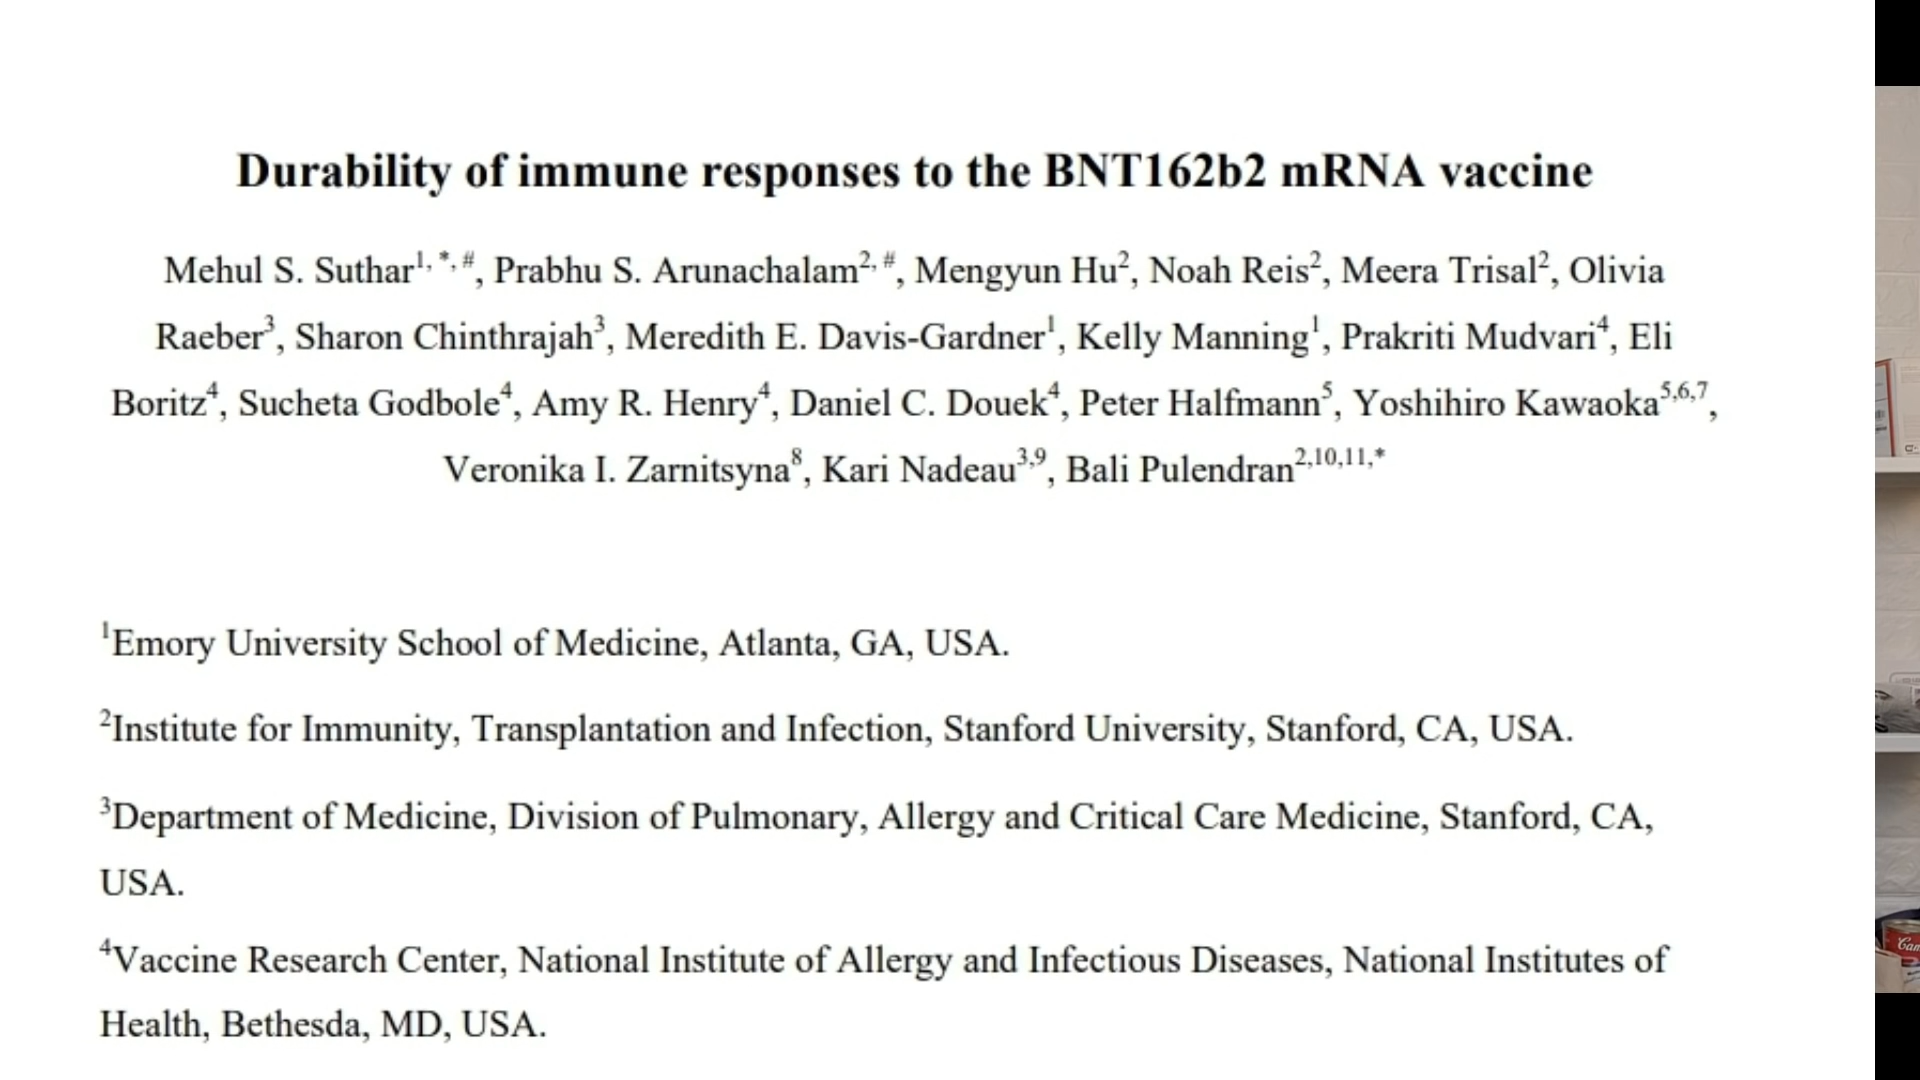 Durability of immune responses to the BNT162b2 mRNA vaccine
Mehul S. Suthar1, *, #, Prabhu S. Arunachalam2, #, Mengyun Hu2, Noah Reis2, Meera Trisal2, Olivia
Raeber3, Sharon Chinthrajah3, Meredith E. Davis-Gardner1, Kelly Manning1, Prakriti Mudvari4, Eli
Boritz4, Sucheta Godbole4, Amy R. Henry4, Daniel C. Douek4, Peter Halfmann5, Yoshihiro Kawaoka5,6,7,
Veronika I. Zarnitsyna8, Kari Nadeau3,9, Bali Pulendran2,10,11,*
1Emory University School of Medicine, Atlanta, GA, USA.
2Institute for Immunity, Transplantation and Infection, Stanford University, Stanford, CA, USA.
3Department of Medicine, Division of Pulmonary, Allergy and Critical Care Medicine, Stanford, CA,
USA.
4Vaccine Research Center, National Institute of Allergy and Infectious Diseases, National Institutes of
Health, Bethesda, MD, USA.